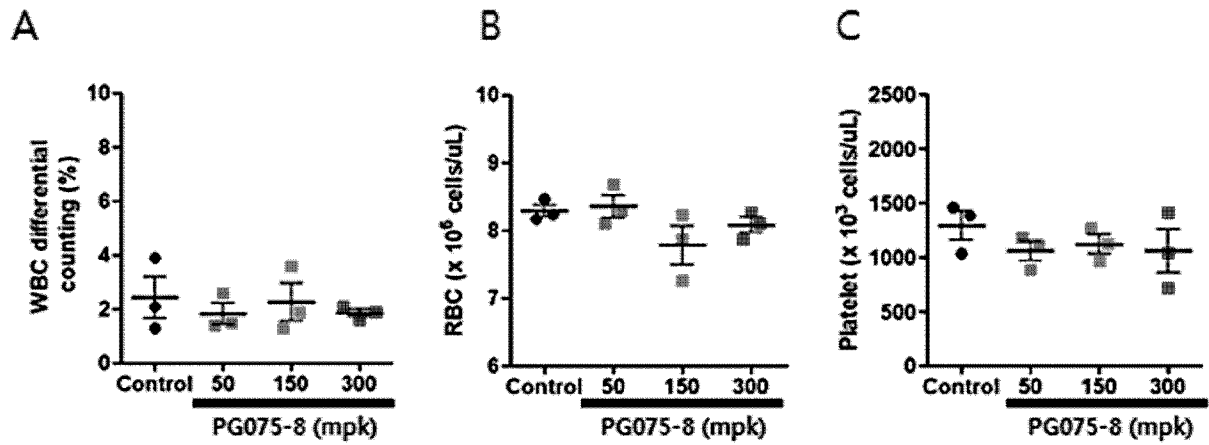 A
WBC differential
counting (%)
10
8
6
4
2
0
Control
50
150
300
PG075-8 (mpk)
B
RBC (x 10⁶ cells/uL)
10
9
8
7
6
Control
50
150
300
PG075-8 (mpk)
C
Platelet (x 10³ cells/uL)
2500
2000
1500
1000
500
0
Control
50
150
300
PG075-8 (mpk)